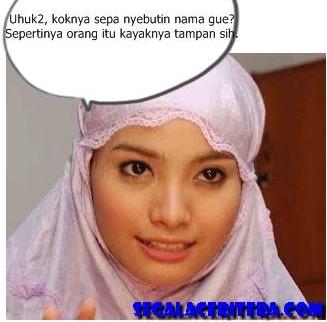 Uhuk2, koknya sepa nyebutin nama gue?
Sepertinya orang itu kayaknya tampan sih.
SEGALACERITERA.COM